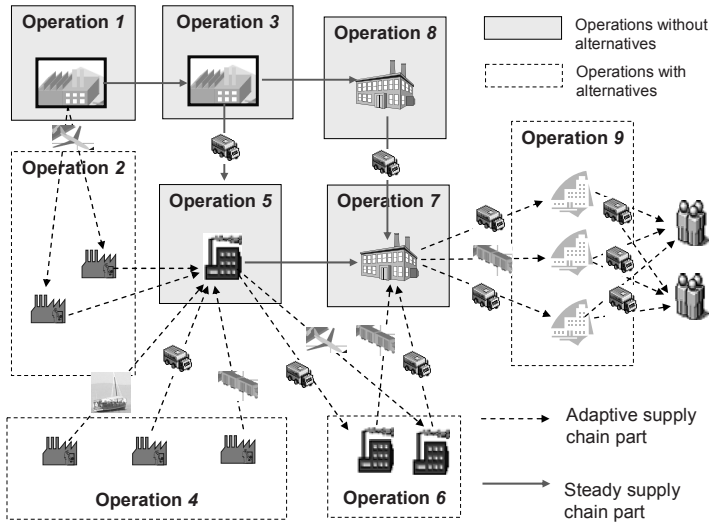 Operation 1
Operation 3
Operation 8
Operations without
alternatives
Operations with
alternatives
Operation 2
Operation 5
Operation 7
Operation 9
Operation 4
Operation 6
Adaptive supply
chain part
Steady supply
chain part